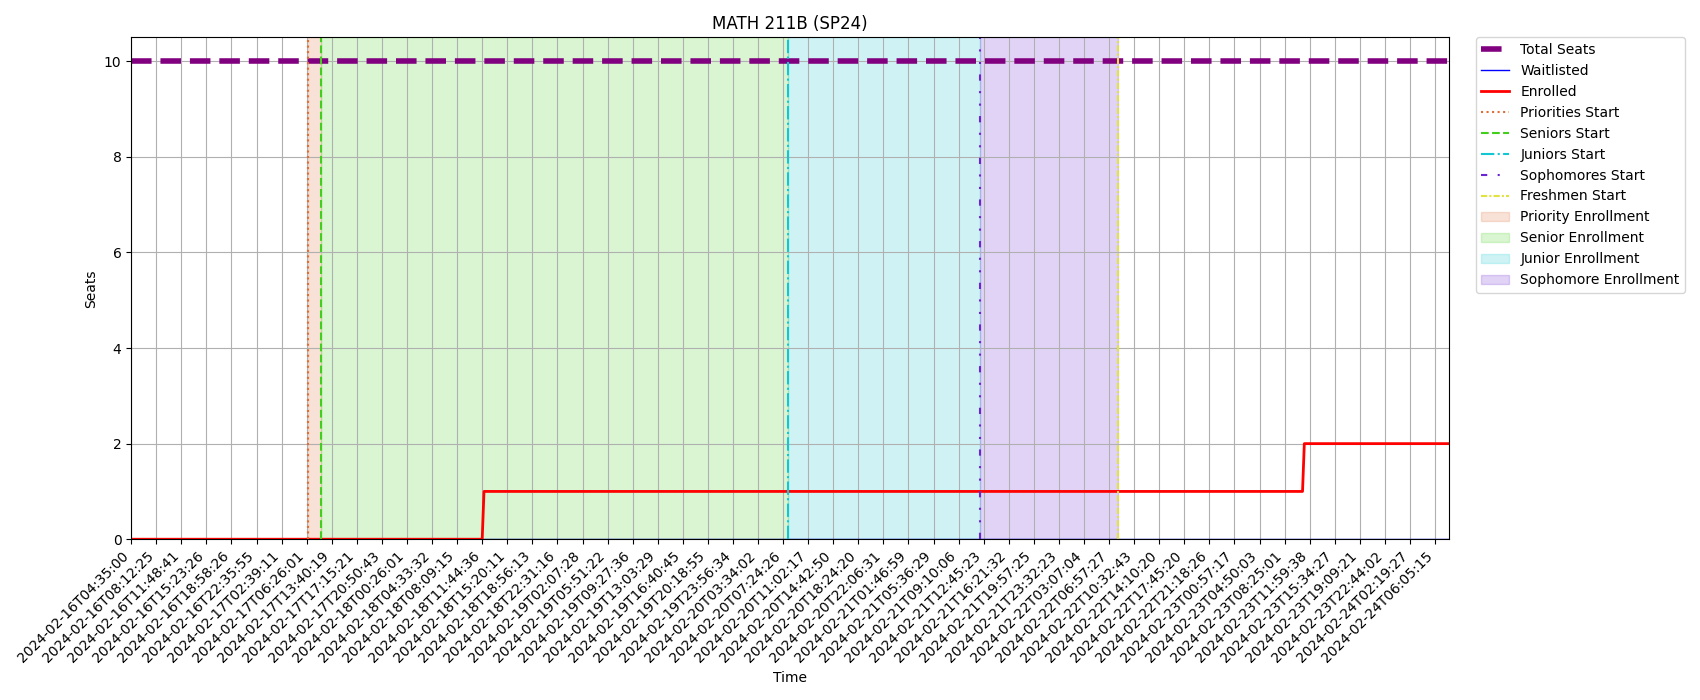 MATH 211B (SP24)
10
8
6
4
2
0
Seats
2024-02-16T04:35:00
2024-02-16T08:12:25
2024-02-16T11:48:41
2024-02-16T15:23:26
2024-02-16T18:58:26
2024-02-16T22:35:55
2024-02-17T02:39:11
2024-02-17T06:26:01
2024-02-17T13:40:19
2024-02-17T17:15:21
2024-02-17T20:50:43
2024-02-18T00:26:01
2024-02-18T04:33:32
2024-02-18T08:09:15
2024-02-18T11:44:36
2024-02-18T15:20:11
2024-02-18T18:56:13
2024-02-18T22:31:16
2024-02-19T02:07:28
2024-02-19T05:51:22
2024-02-19T09:27:36
2024-02-19T13:03:29
2024-02-19T16:40:45
2024-02-19T20:18:55
2024-02-19T23:56:34
2024-02-20T03:34:02
2024-02-20T07:24:26
2024-02-20T11:02:17
2024-02-20T14:42:50
2024-02-20T18:24:20
2024-02-20T22:06:31
2024-02-21T01:46:59
2024-02-21T05:36:29
2024-02-21T09:10:06
2024-02-21T12:45:23
2024-02-21T16:21:32
2024-02-21T19:57:25
2024-02-21T23:32:23
2024-02-22T03:07:04
2024-02-22T06:57:27
2024-02-22T10:32:43
2024-02-22T14:10:20
2024-02-22T17:45:20
2024-02-22T21:18:26
2024-02-23T00:57:17
2024-02-23T04:50:03
2024-02-23T08:25:01
2024-02-23T11:59:38
2024-02-23T15:34:27
2024-02-23T19:09:21
2024-02-23T22:44:02
2024-02-24T02:19:27
2024-02-24T06:05:15
Time
Total Seats
Waitlisted
Enrolled
Priorities Start
Seniors Start
Juniors Start
Sophomores Start
Freshmen Start
Priority Enrollment
Senior Enrollment
Junior Enrollment
Sophomore Enrollment